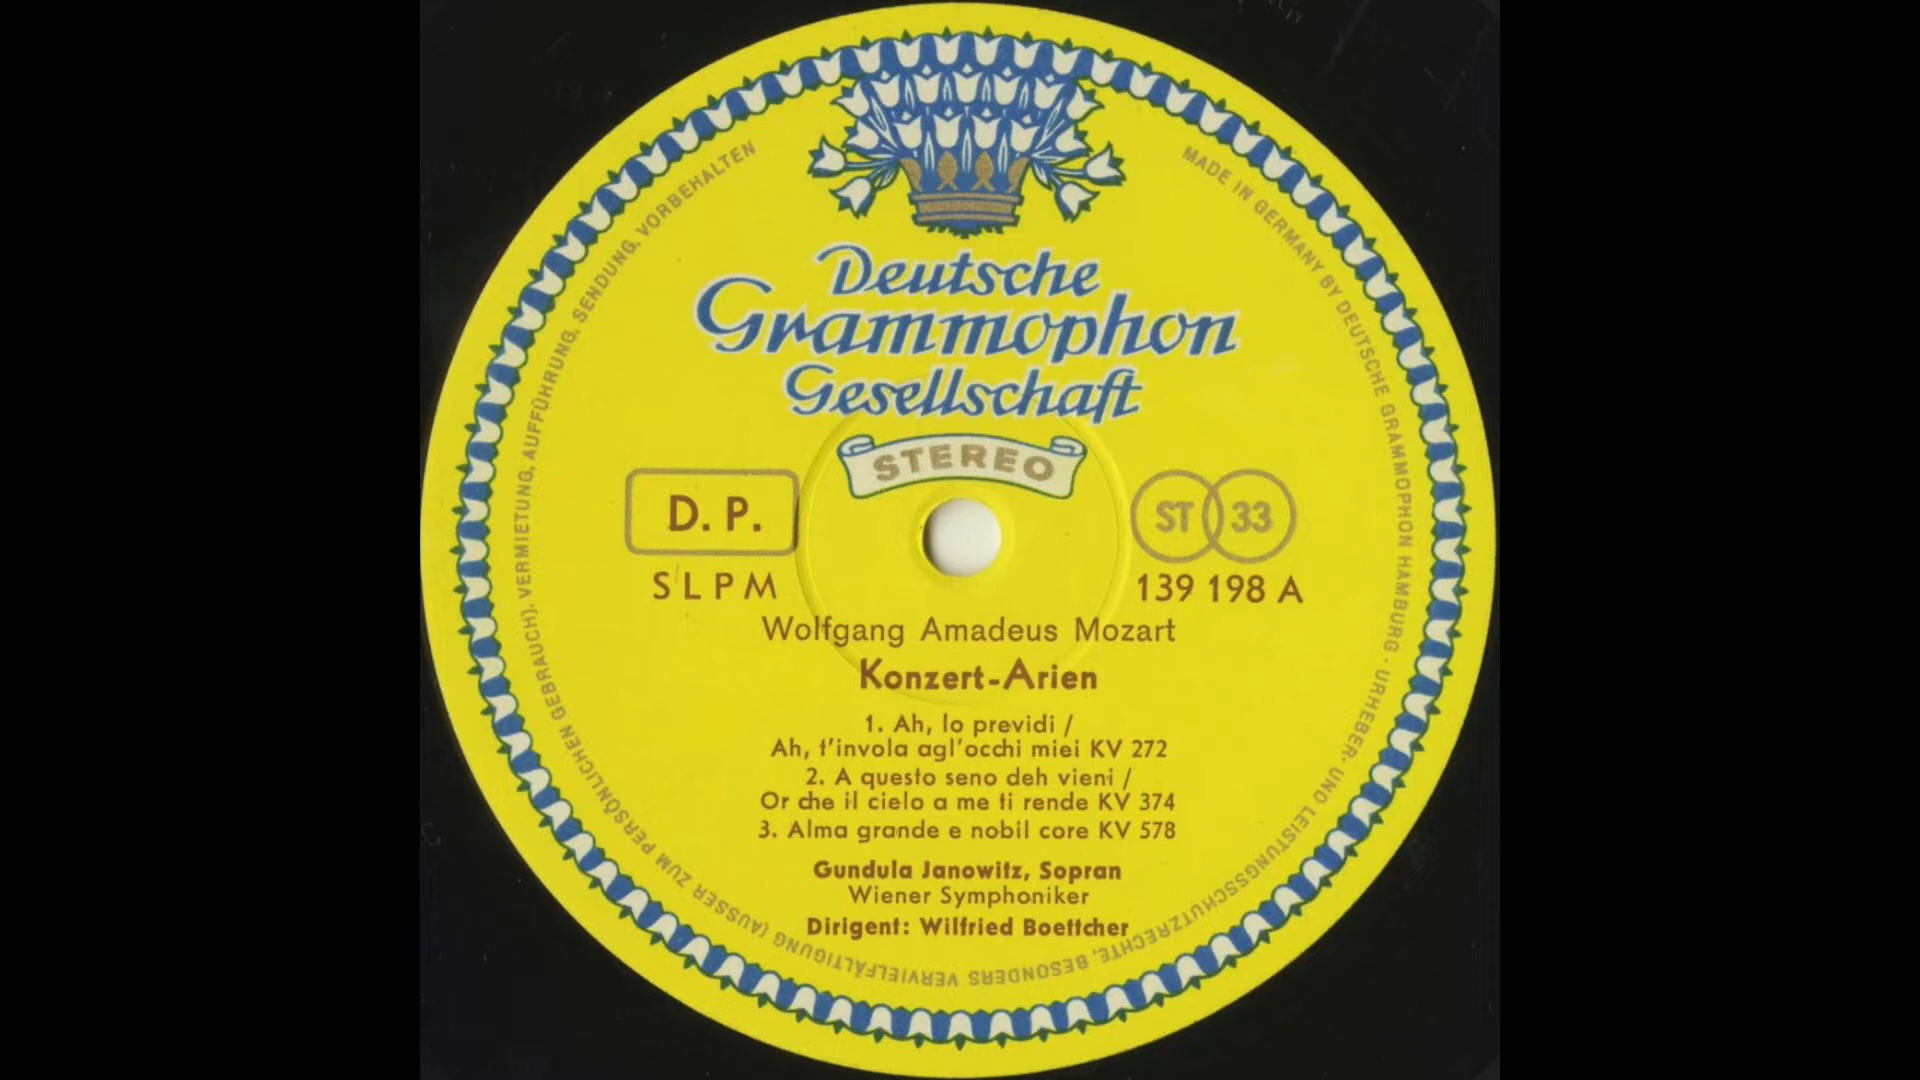 Deutsche
Grammophon
Gesellschaft
STEREO
D. P.
ST 33
SLPM
139 198 A
Wolfgang Amadeus Mozart
Konzert-Arien
1. Ah, lo previdi /
Ah, t'invola agl'occhi miei KV 272
2. A questo seno deh vieni /
Or che il cielo a me ti rende KV 374
3. Alma grande e nobil core KV 578
Gundula Janowitz, Sopran
Wiener Symphoniker
Dirigent: Wilfried Boettcher
MADE IN GERMANY BY DEUTSCHE GRAMMOPHON HAMBURG · URHEBER- UND LEISTUNGSSCHUTZRECHTE, BESONDERS VERVIELFÄLTIGUNG (AUSSER ZUM PERSÖNLICHEN GEBRAUCH), VERMIETUNG, AUFFÜHRUNG, SENDUNG, VORBEHALTEN